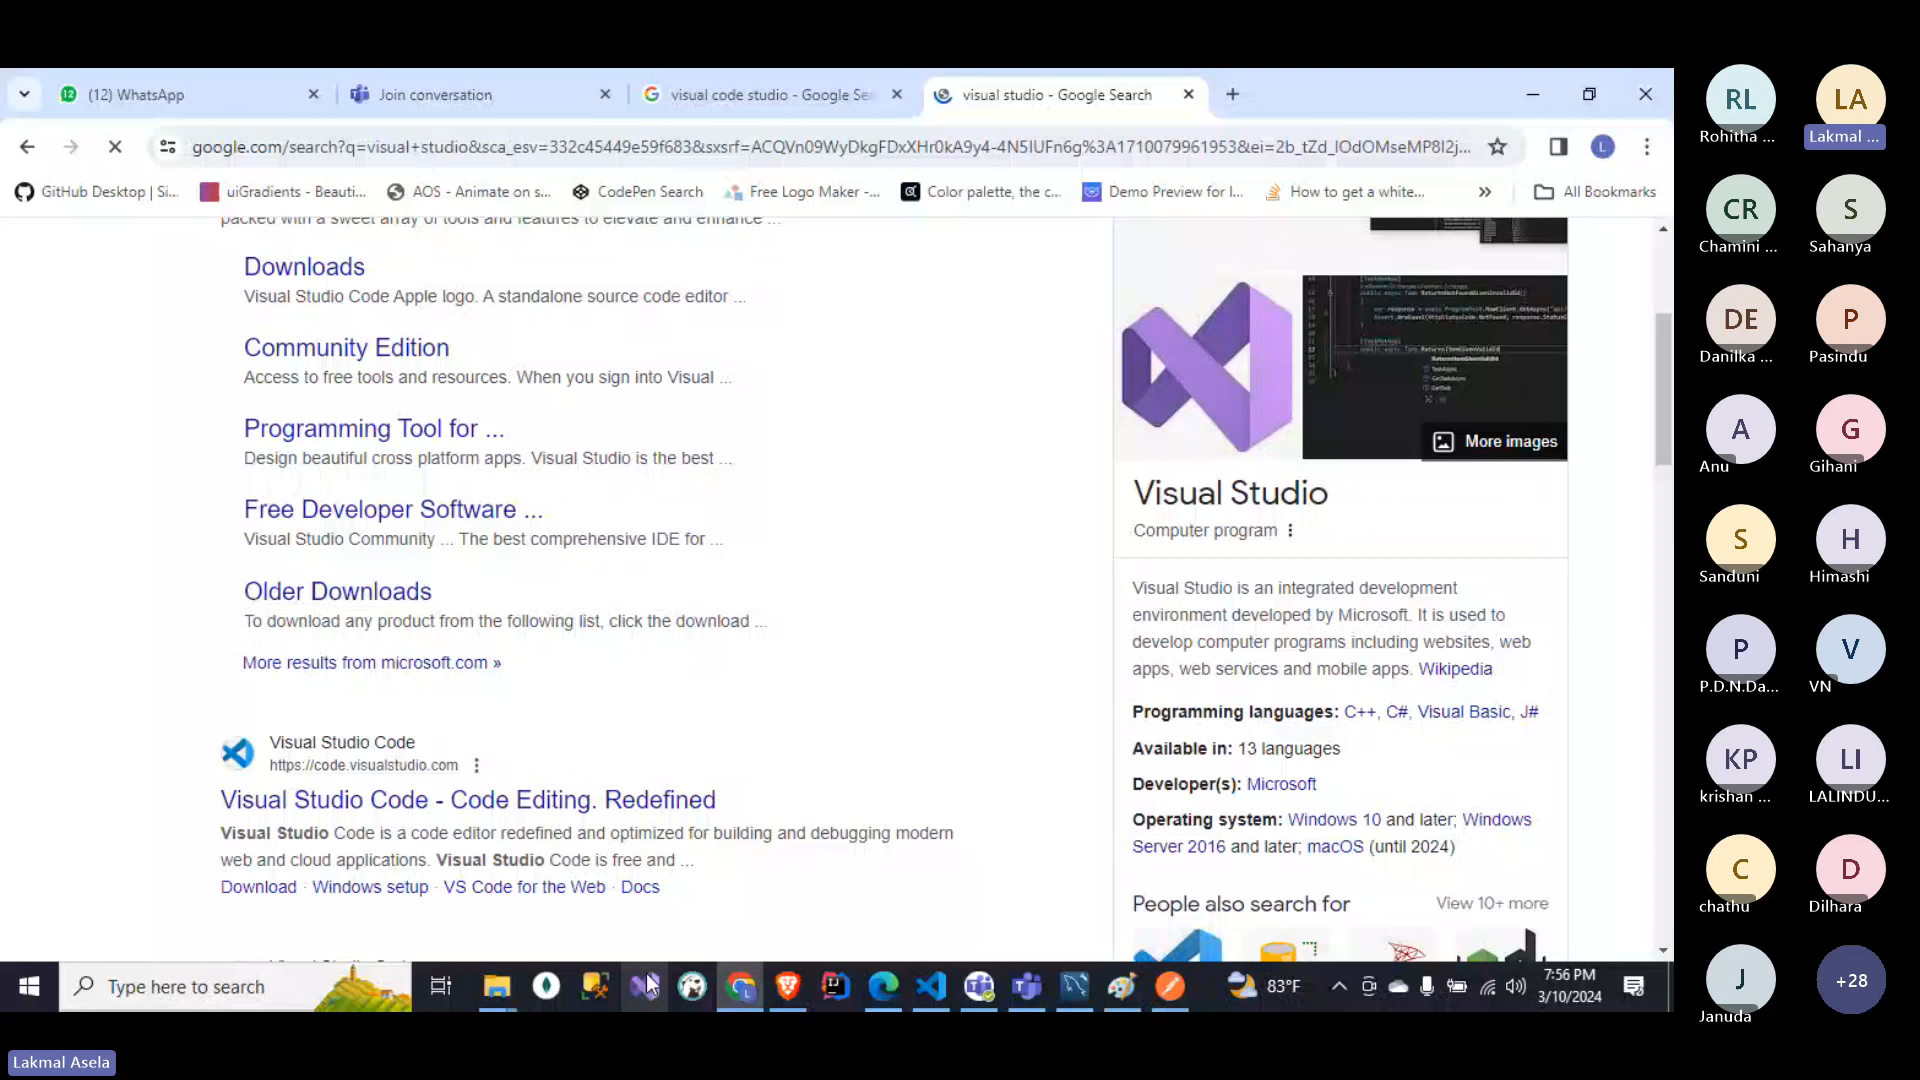 (12) WhatsApp
Join conversation
visual code studio - Google Sea
visual studio - Google Search
google.com/search?q=visual+studio&sca_esv=332c45449e59f683&sxsrf=ACQVn09WyDkgFDxXHr0kA9y4-4N5IUFn6g%3A1710079961953&ei=2b_tZd_lOdOMseMP8I2j...
GitHub Desktop | Si...
uiGradients - Beauti...
AOS - Animate on s...
CodePen Search
Free Logo Maker -...
Color palette, the c...
Demo Preview for I...
How to get a white...
All Bookmarks
packed with a sweet array of tools and features to elevate and enhance ...
Downloads
Visual Studio Code Apple logo. A standalone source code editor ...
Community Edition
Access to free tools and resources. When you sign into Visual ...
Programming Tool for ...
Design beautiful cross platform apps. Visual Studio is the best ...
Free Developer Software ...
Visual Studio Community ... The best comprehensive IDE for ...
Older Downloads
To download any product from the following list, click the download ...
More results from microsoft.com »
Visual Studio Code
https://code.visualstudio.com
Visual Studio Code - Code Editing. Redefined
Visual Studio Code is a code editor redefined and optimized for building and debugging modern
web and cloud applications. Visual Studio Code is free and ...
Download · Windows setup · VS Code for the Web · Docs
More images
Visual Studio
Computer program
Visual Studio is an integrated development
environment developed by Microsoft. It is used to
develop computer programs including websites, web
apps, web services and mobile apps. Wikipedia
Programming languages: C++, C#, Visual Basic, J#
Available in: 13 languages
Developer(s): Microsoft
Operating system: Windows 10 and later; Windows
Server 2016 and later; macOS (until 2024)
People also search for
View 10+ more
Type here to search
83°F
7:56 PM
3/10/2024
RL
Rohitha ...
LA
Lakmal ...
CR
Chamini ...
S
Sahanya
DE
Danilka ...
P
Pasindu
A
Anu
G
Gihani
S
Sanduni
H
Himashi
P
P.D.N.Da...
V
VN
KP
krishan ...
LI
LALINDU...
C
chathu
D
Dilhara
J
Januda
+28
Lakmal Asela